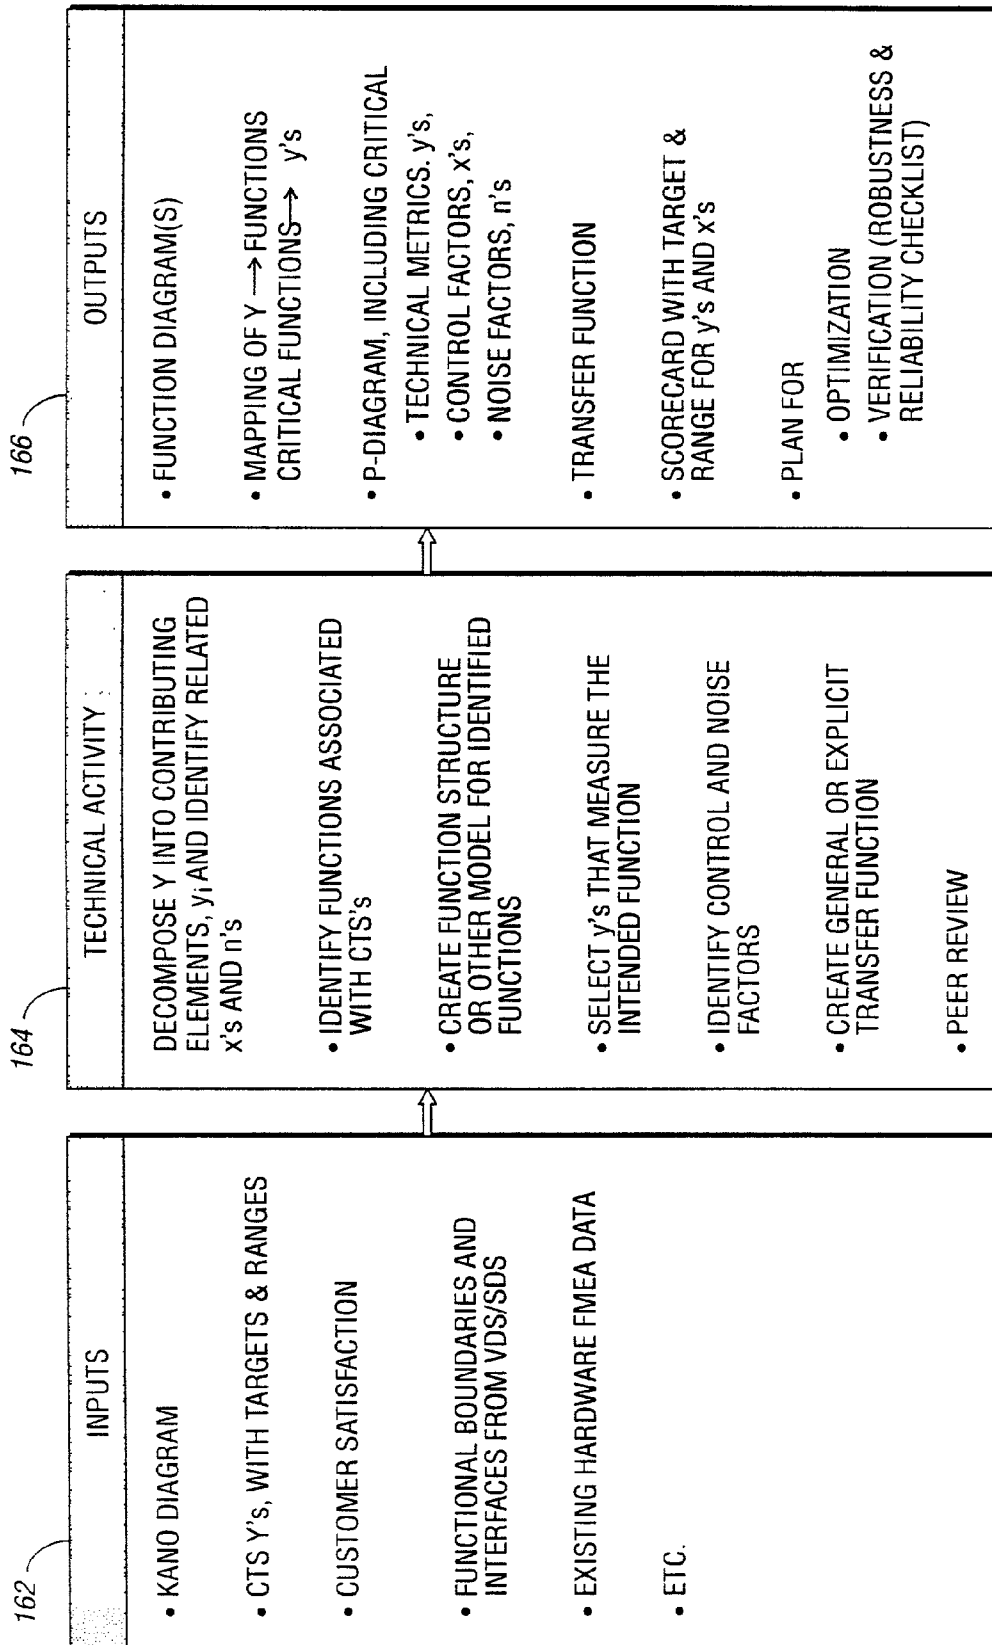 162
INPUTS
• KANO DIAGRAM
• CTS Y's, WITH TARGETS & RANGES
• CUSTOMER SATISFACTION
• FUNCTIONAL BOUNDARIES AND
INTERFACES FROM VDS/SDS
• EXISTING HARDWARE FMEA DATA
• ETC.
164
TECHNICAL ACTIVITY
DECOMPOSE Y INTO CONTRIBUTING
ELEMENTS, yi AND IDENTIFY RELATED
x's AND n's
• IDENTIFY FUNCTIONS ASSOCIATED
WITH CTS's
• CREATE FUNCTION STRUCTURE
OR OTHER MODEL FOR IDENTIFIED
FUNCTIONS
• SELECT y's THAT MEASURE THE
INTENDED FUNCTION
• IDENTIFY CONTROL AND NOISE
FACTORS
• CREATE GENERAL OR EXPLICIT
TRANSFER FUNCTION
• PEER REVIEW
166
OUTPUTS
• FUNCTION DIAGRAM(S)
• MAPPING OF Y → FUNCTIONS
CRITICAL FUNCTIONS → y's
• P-DIAGRAM, INCLUDING CRITICAL
• TECHNICAL METRICS. y's,
• CONTROL FACTORS, x's,
• NOISE FACTORS, n's
• TRANSFER FUNCTION
• SCORECARD WITH TARGET &
RANGE FOR y's AND x's
• PLAN FOR
• OPTIMIZATION
• VERIFICATION (ROBUSTNESS &
RELIABILITY CHECKLIST)